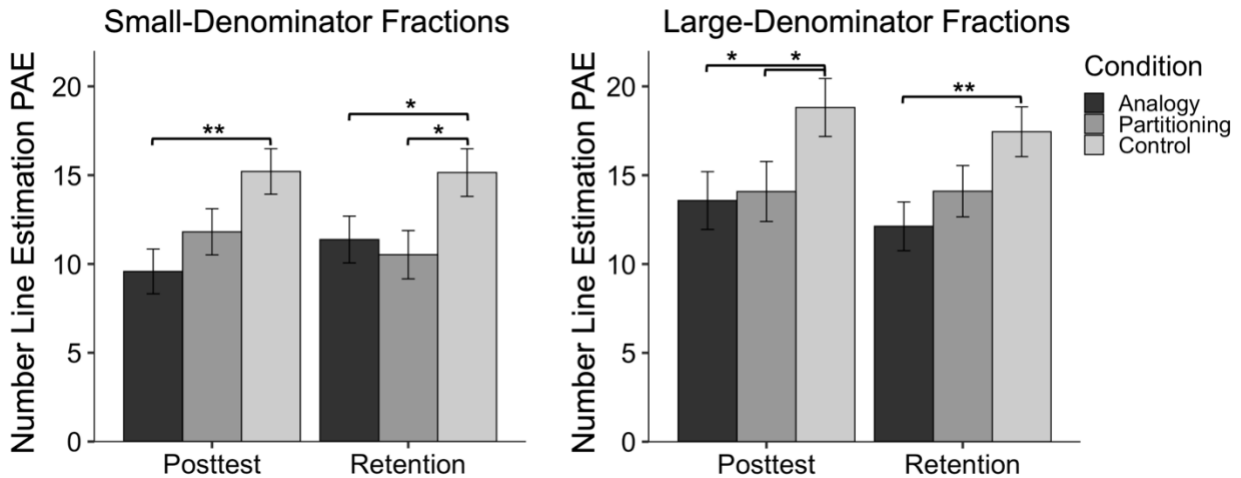 Small-Denominator Fractions
Number Line Estimation PAE
20
15
10
5
0
**
*
*
Posttest
Retention
Large-Denominator Fractions
Number Line Estimation PAE
20
15
10
5
0
*
*
**
Posttest
Retention
Condition
Analogy
Partitioning
Control